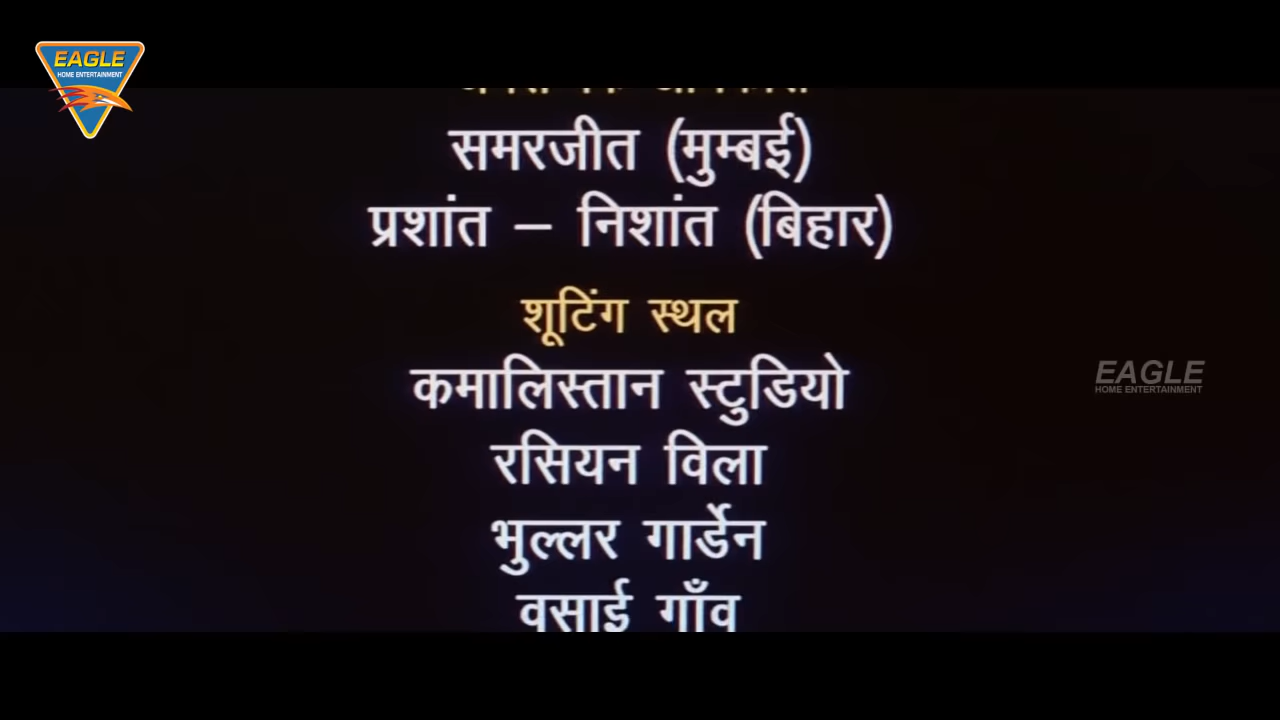 EAGLE
HOME ENTERTAINMENT
समरजीत (मुम्बई)
प्रशांत – निशांत (बिहार)
शूटिंग स्थल
कमालिस्तान स्टुडियो
EAGLE
HOME ENTERTAINMENT
रसियन विला
भुल्लर गार्डेन
वसाई गाँव